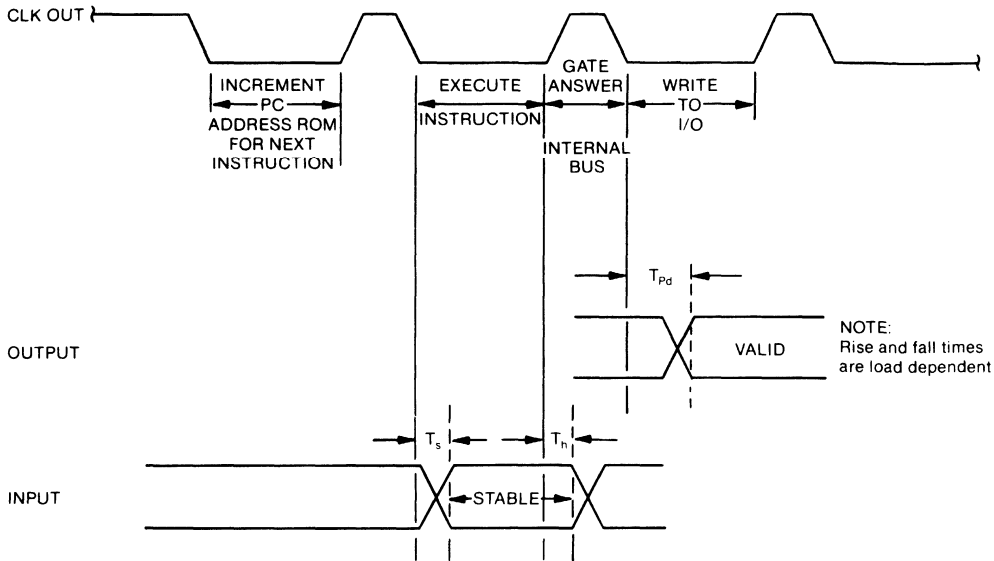 CLK OUT
INCREMENT
PC
ADDRESS ROM
FOR NEXT
INSTRUCTION
EXECUTE
INSTRUCTION
GATE
ANSWER
INTERNAL
BUS
WRITE
TO
I/O
TPd
OUTPUT
VALID
NOTE:
Rise and fall times
are load dependent
Ts
Th
INPUT
STABLE